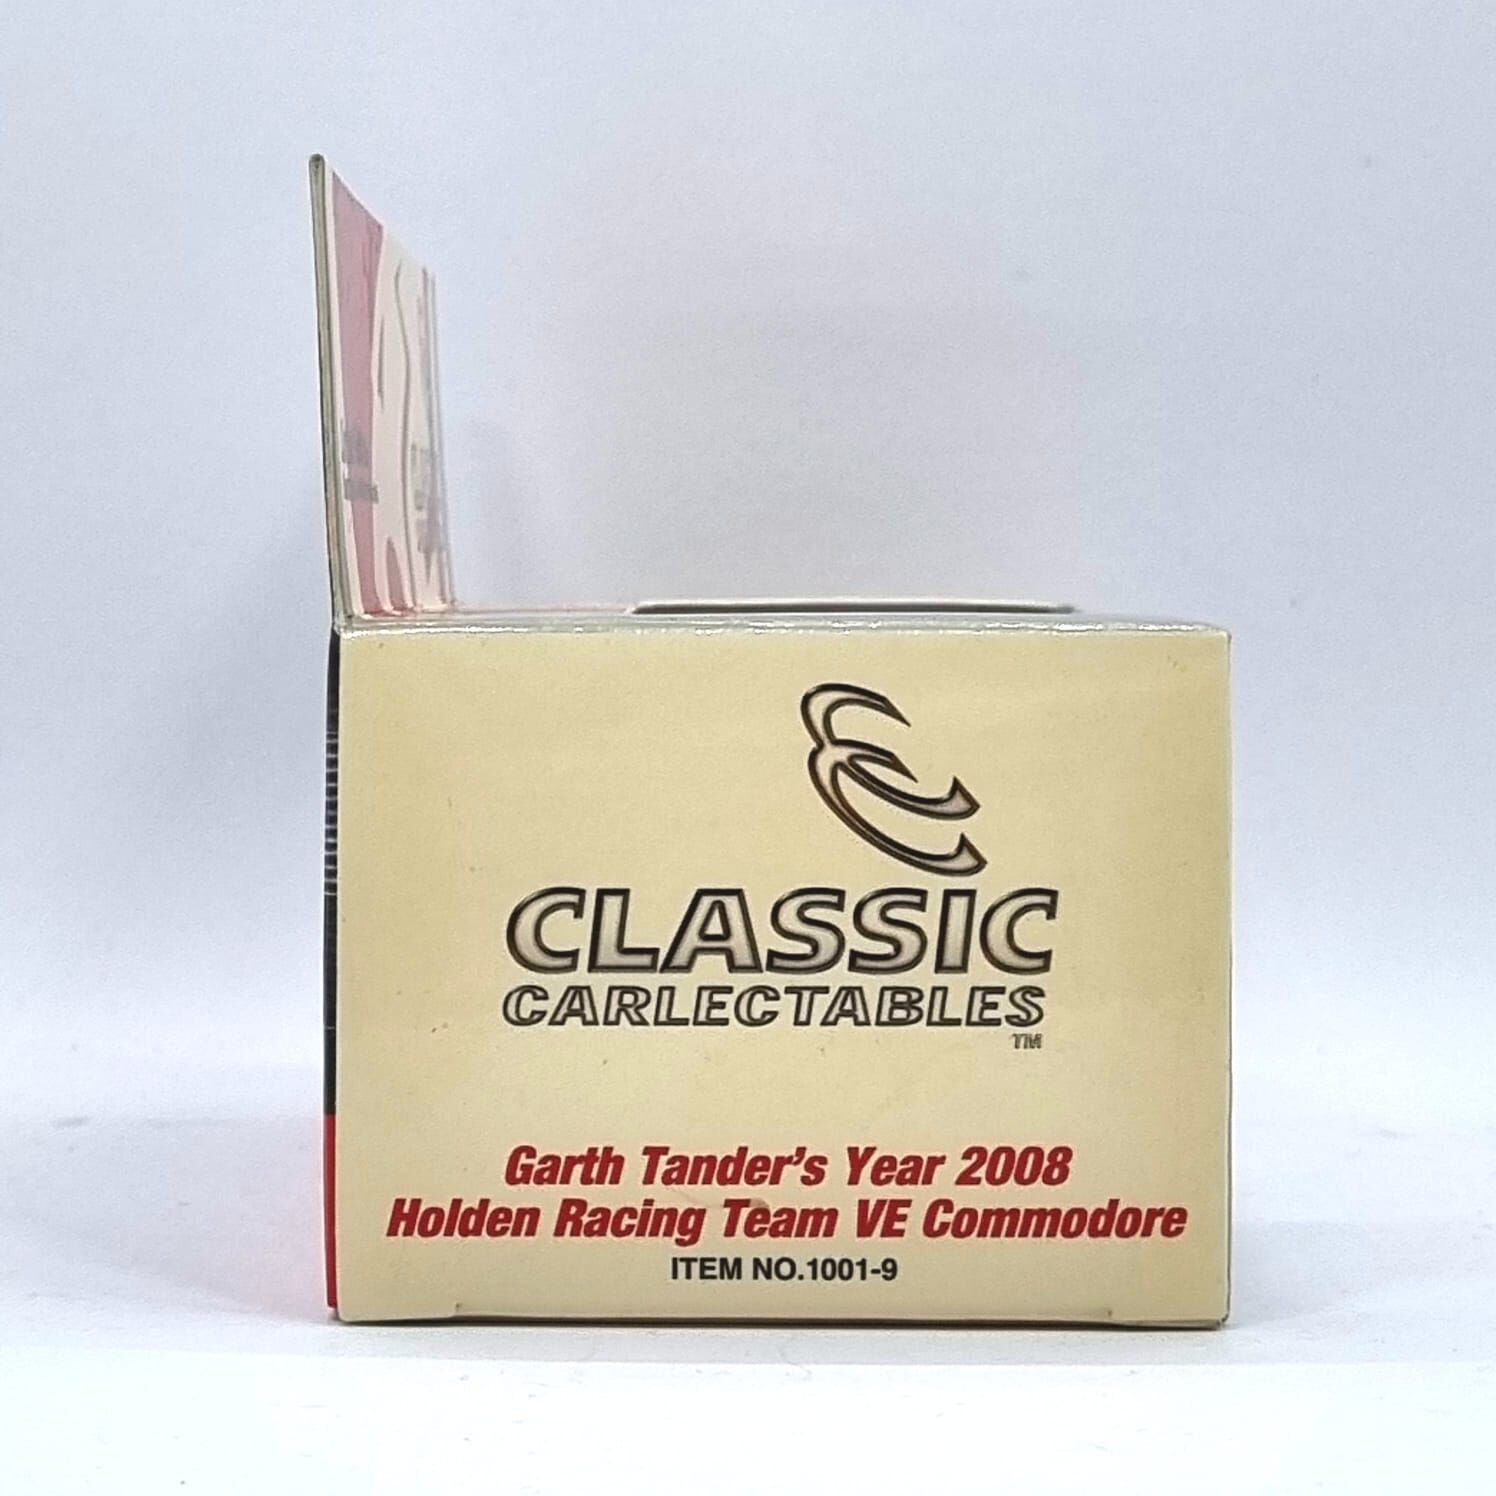 CLASSIC
CARLECTABLES
TM
Garth Tander's Year 2008
Holden Racing Team VE Commodore
ITEM NO.1001-9